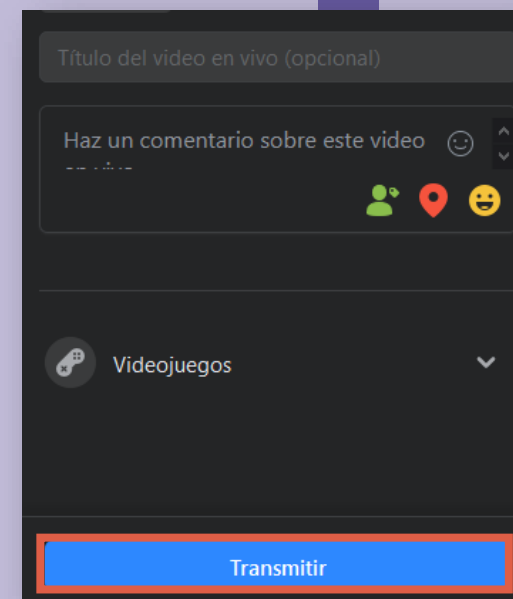 Título del video en vivo (opcional)
Haz un comentario sobre este video
Videojuegos
Transmitir